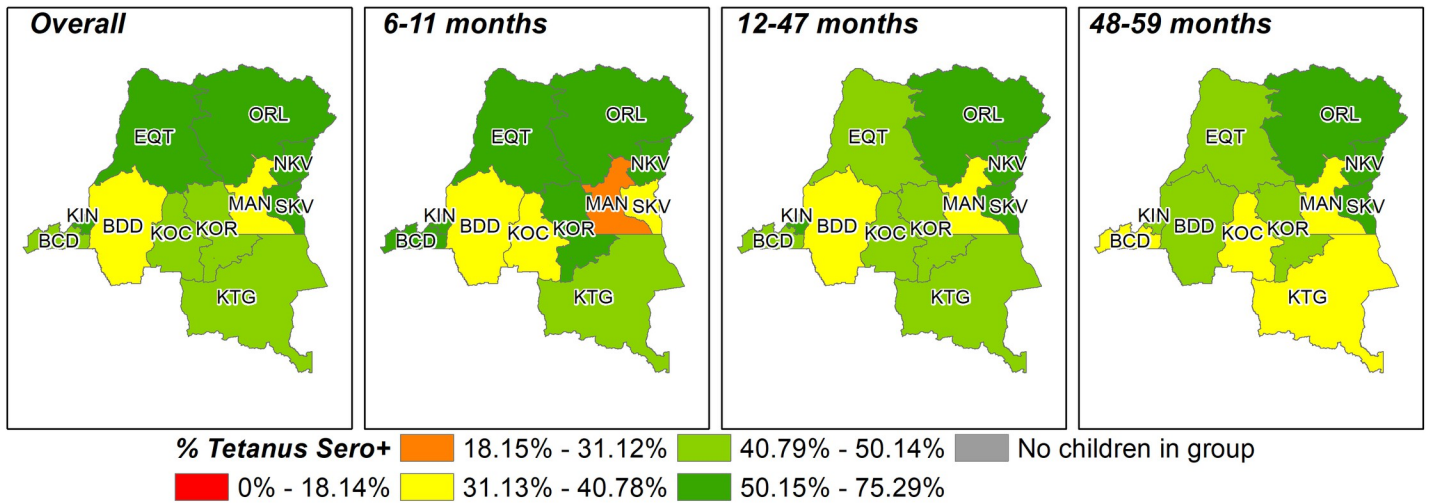 Overall
6-11 months
12-47 months
48-59 months
EQT
ORL
NKV
MAN
SKV
KIN
BCD
BDD
KOC
KOR
KTG
EQT
ORL
NKV
MAN
SKV
KIN
BCD
BDD
KOC
KOR
KTG
EQT
ORL
NKV
MAN
SKV
KIN
BCD
BDD
KOC
KOR
KTG
EQT
ORL
NKV
MAN
SKV
KIN
BCD
BDD
KOC
KOR
KTG
% Tetanus Sero+
18.15% - 31.12%
40.79% - 50.14%
No children in group
0% - 18.14%
31.13% - 40.78%
50.15% - 75.29%